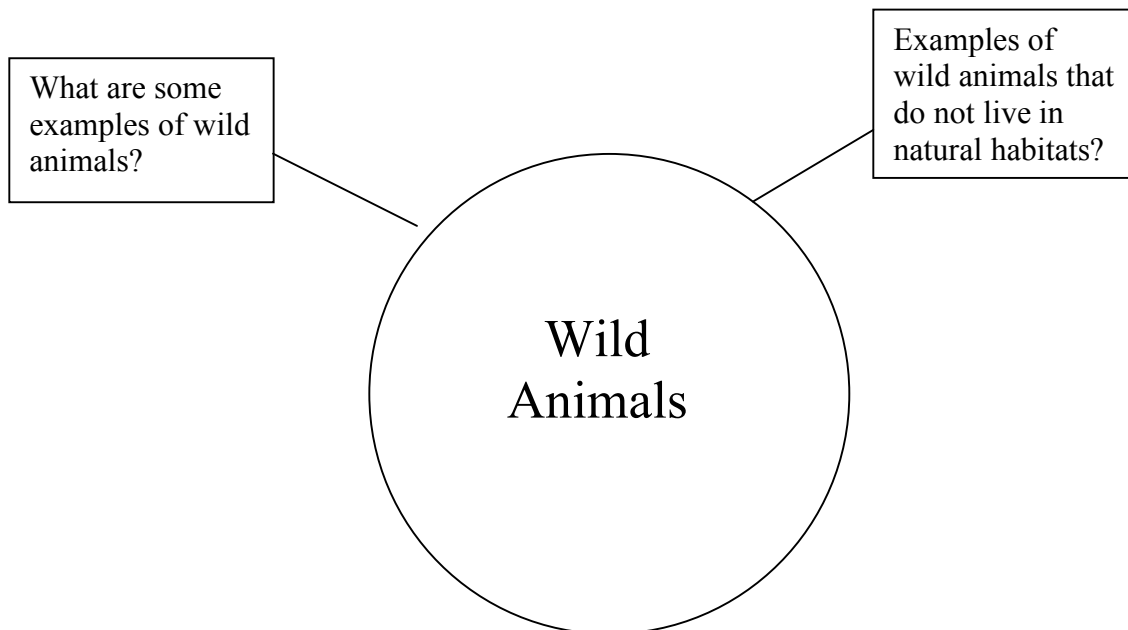 What are some
examples of wild
animals?
Examples of
wild animals that
do not live in
natural habitats?
Wild
Animals